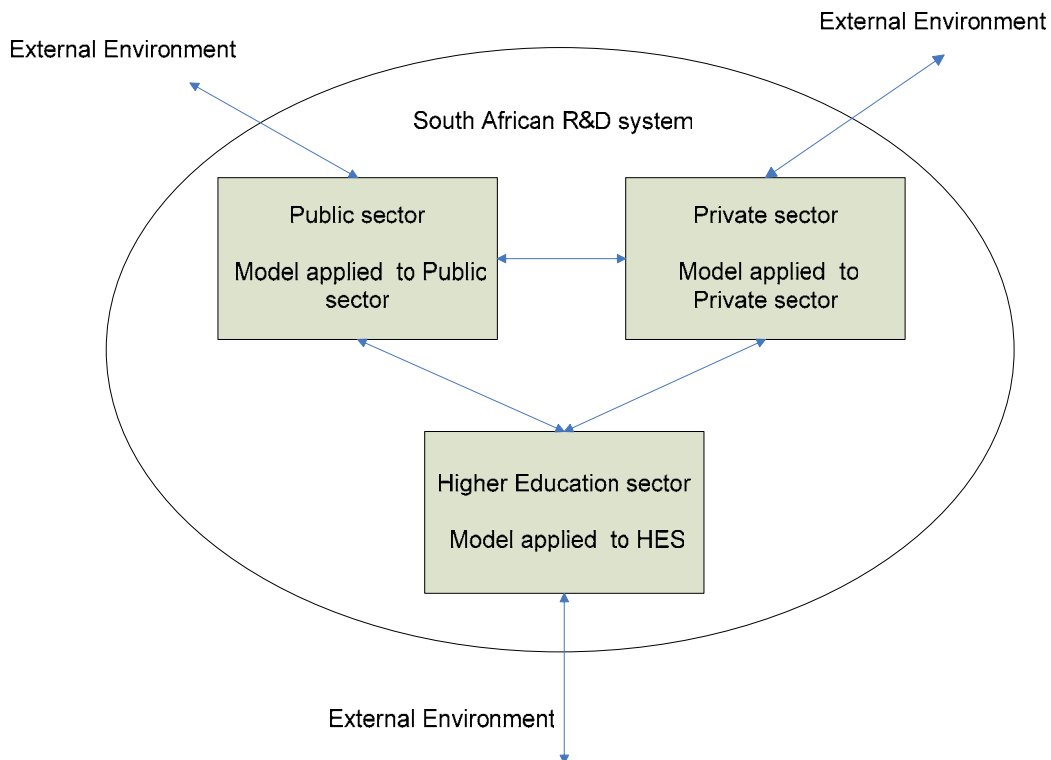 External Environment
External Environment
South African R&D system
Public sector
Model applied to Public
sector
Private sector
Model applied to
Private sector
Higher Education sector
Model applied to HES
External Environment